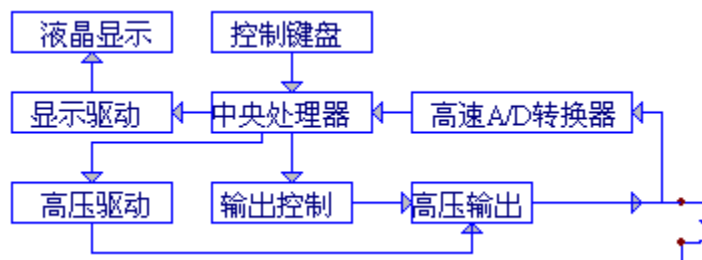 液晶显示
控制键盘
显示驱动
中央处理器
高速A/D转换器
高压驱动
输出控制
高压输出